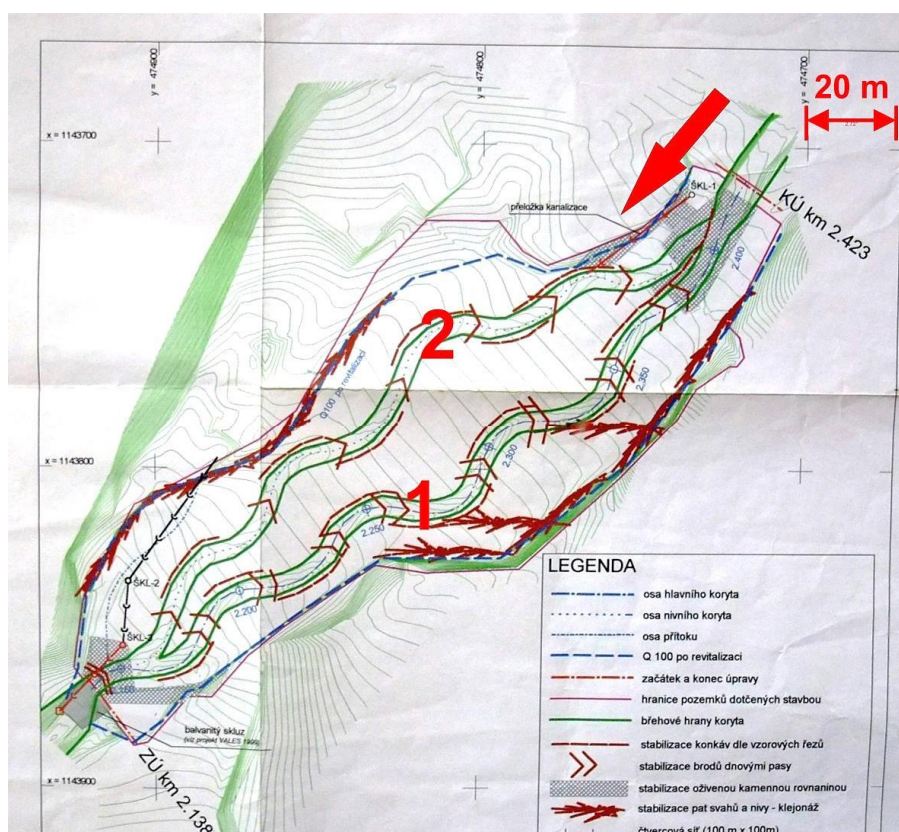 y = 474900
y = 474800
y = 474700
20 m
x = 1143700
ŠKL-1
přeložka kanalizace
KÚ km 2.423
2.400
2
Q100 po revitalizaci
2.350
x = 1143800
2.300
1
2.250
ŠKL-2
2.200
ŠKL-3
balvanitý skluz
(viz projekt VALES 1999)
ZÚ km 2.138
x = 1143900
LEGENDA
osa hlavního koryta
osa nivního koryta
osa přítoku
Q 100 po revitalizaci
začátek a konec úpravy
hranice pozemků dotčených stavbou
břehové hrany koryta
stabilizace konkáv dle vzorových řezů
stabilizace brodů dnovými pasy
stabilizace oživenou kamennou rovnaninou
stabilizace pat svahů a nivy - klejonáž
čtvercová síť (100 m x 100m)